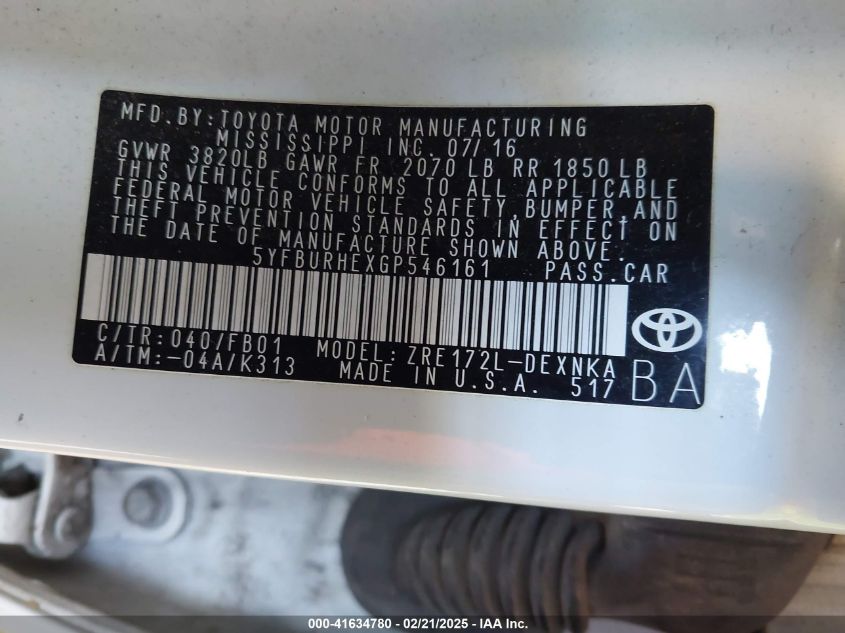 MFD. BY: TOYOTA MOTOR MANUFACTURING
MISSISSIPPI INC. 07/16
GVWR 3820LB GAWR FR 2070 LB RR 1850 LB
THIS VEHICLE CONFORMS TO ALL APPLICABLE
FEDERAL MOTOR VEHICLE SAFETY, BUMPER, AND
THEFT PREVENTION STANDARDS IN EFFECT ON
THE DATE OF MANUFACTURE SHOWN ABOVE.
5YFBURHEXGP546161 PASS.CAR
C/TR: 040/FB01 MODEL: ZRE172L-DEXNKA
A/TM:-04A/K313 MADE IN U.S.A. 517 BA
000-41634780 - 02/21/2025 - IAA Inc.